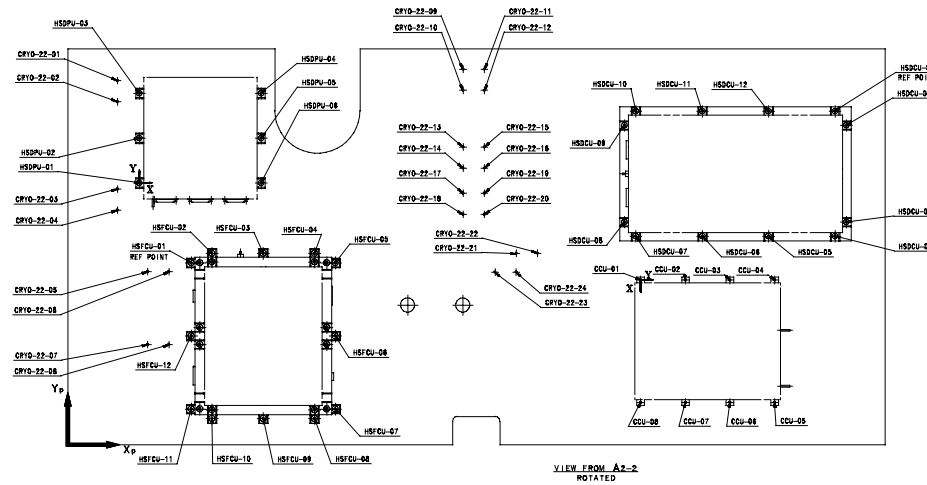 HSDPU-03
CRYO-22-01
CRYO-22-02
HSDPU-04
HSDPU-05
HSDPU-06
HSDPU-02
HSDPU-01
Y
X
CRYO-22-03
CRYO-22-04
CRYO-22-09
CRYO-22-10
CRYO-22-11
CRYO-22-12
CRYO-22-13
CRYO-22-14
CRYO-22-17
CRYO-22-18
CRYO-22-15
CRYO-22-16
CRYO-22-19
CRYO-22-20
CRYO-22-22
CRYO-22-21
CRYO-22-24
CRYO-22-23
HSDCU-10
HSDCU-11
HSDCU-12
REF POIN
HSDCU-09
HSDCU-08
HSDCU-07
HSDCU-06
HSDCU-05
HSFCU-02
HSFCU-03
HSFCU-04
HSFCU-01
REF POINT
HSFCU-05
CRYO-22-05
CRYO-22-07
HSFCU-12
HSFCU-06
HSFCU-07
HSFCU-11
HSFCU-10
HSFCU-09
HSFCU-08
CCU-01
Y
X
CCU-02
CCU-03
CCU-04
CCU-08
CCU-07
CCU-06
CCU-05
Yp
Xp
VIEW FROM A2-2
ROTATED